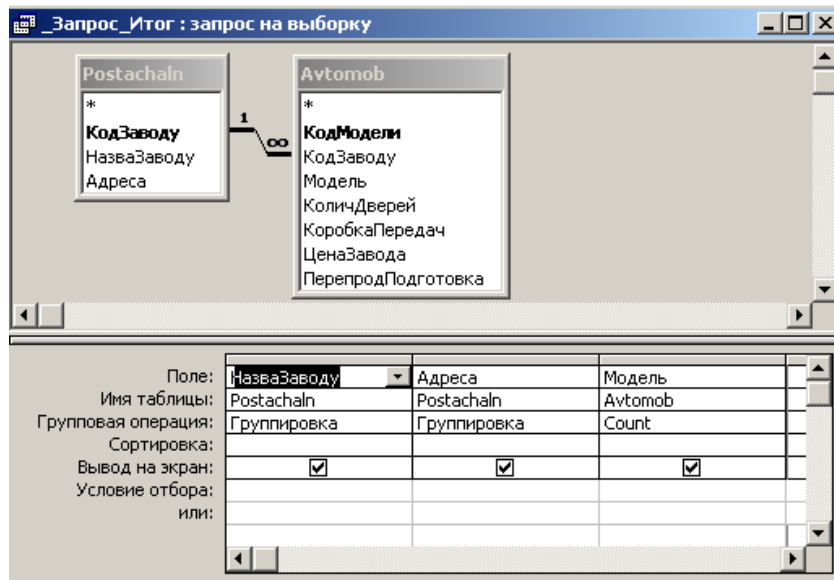 _Запрос_Итог : запрос на выборку
Postachaln
*
КодЗаводу
НазваЗаводу
Адреса
1
∞
Avtomob
*
КодМодели
КодЗаводу
Модель
КоличДверей
КоробкаПередач
ЦенаЗавода
ПерепродПодготовка
Поле: НазваЗаводу Адреса Модель
Имя таблицы: Postachaln Postachaln Avtomob
Групповая операция: Группировка Группировка Count
Сортировка:
Вывод на экран:
Условие отбора:
или: